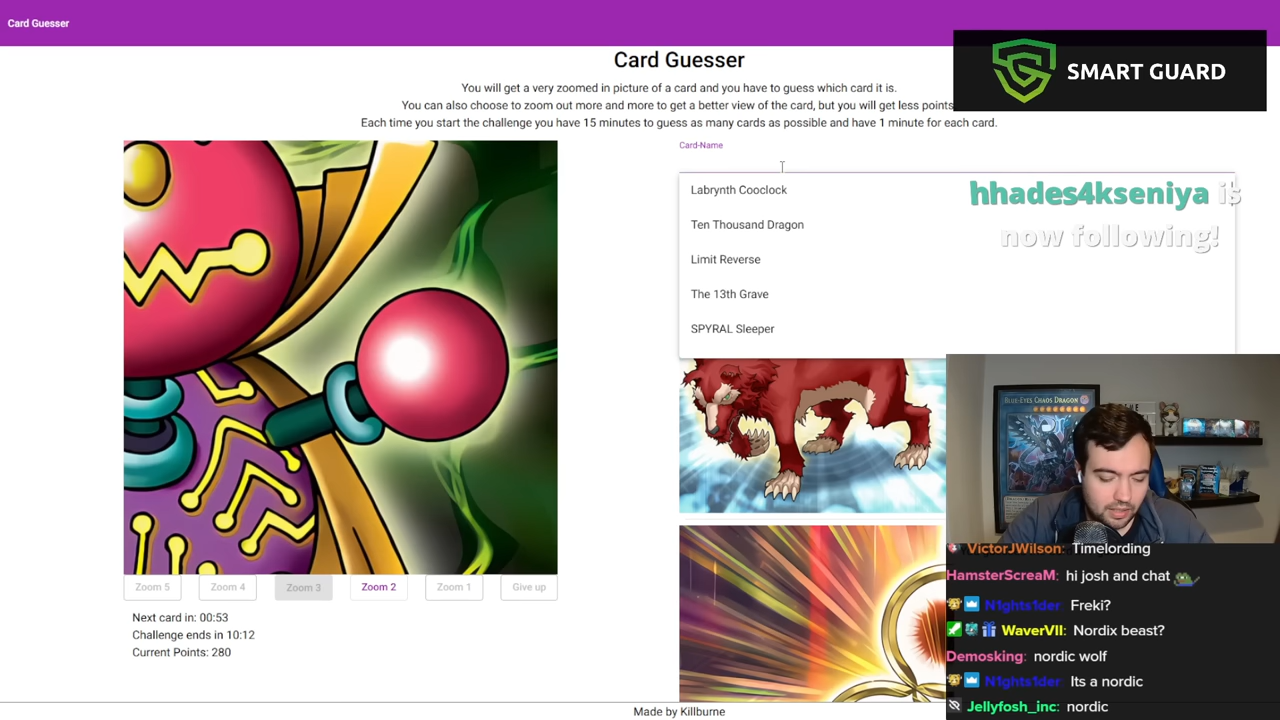 Card Guesser
SMART GUARD
Card Guesser
You will get a very zoomed in picture of a card and you have to guess which card it is.
You can also choose to zoom out more and more to get a better view of the card, but you will get less points
Each time you start the challenge you have 15 minutes to guess as many cards as possible and have 1 minute for each card.
Card-Name
Labrynth Cooclock
Ten Thousand Dragon
Limit Reverse
The 13th Grave
SPYRAL Sleeper
hhades4kseniya is
now following!
BLUE-EYES CHAOS DRAGON
Zoom 5 Zoom 4 Zoom 3 Zoom 2 Zoom 1 Give up
Next card in: 00:53
Challenge ends in 10:12
Current Points: 280
VictorJWilson: Timelording
HamsterScreaM: hi josh and chat
N1ghts1der: Freki?
WaverVII: Nordix beast?
Demosking: nordic wolf
N1ghts1der: Its a nordic
Jellyfosh_inc: nordic
Made by Killburne